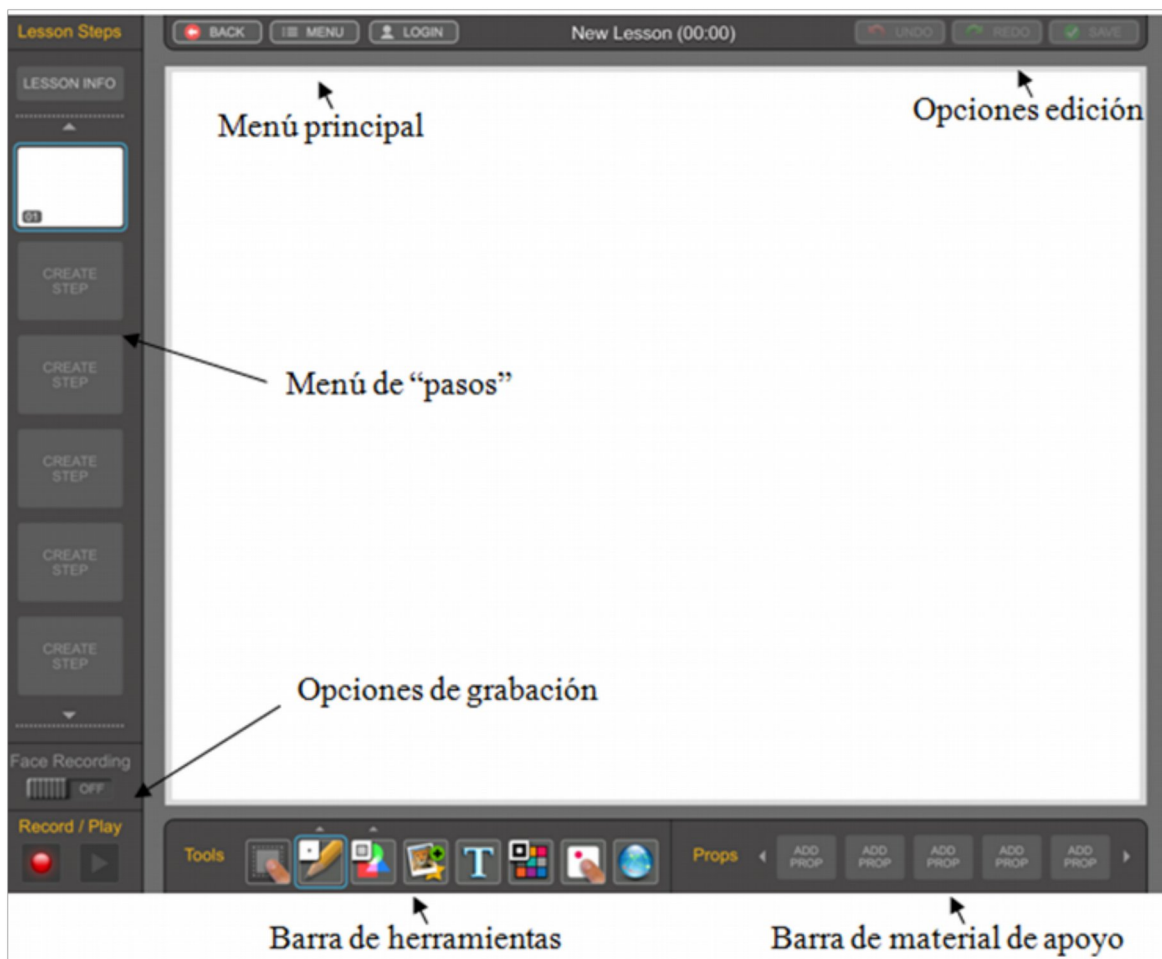 Lesson Steps
BACK MENU LOGIN New Lesson (00:00) UNDO REDO SAVE
LESSON INFO
Menú principal
Opciones edición
01
CREATE
STEP
CREATE
STEP
Menú de “pasos”
CREATE
STEP
CREATE
STEP
CREATE
STEP
Opciones de grabación
Face Recording
OFF
Record / Play
Tools T Props
ADD
PROP
ADD
PROP
ADD
PROP
ADD
PROP
ADD
PROP
Barra de herramientas
Barra de material de apoyo